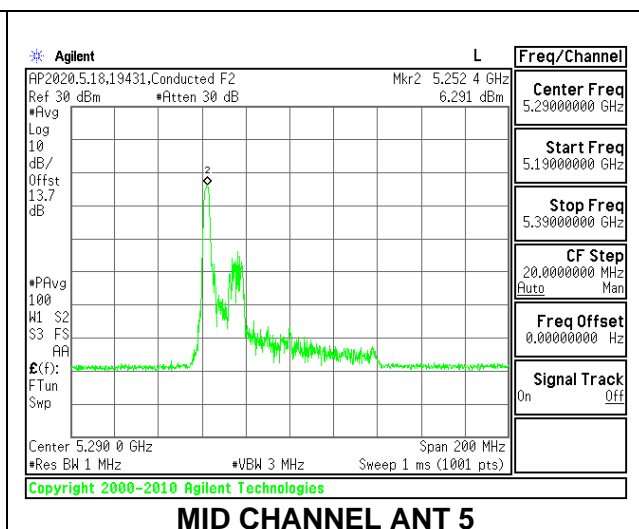 Agilent L Freq/Channel
AP2020.5.18,19431,Conducted F2 Mkr2 5.252 4 GHz
Ref 30 dBm #Atten 30 dB 6.291 dBm
#Avg
Log
10
dB/
Offst
13.7
dB
2
#PAvg
100
W1 S2
S3 FS
AA
£(f):
FTun
Swp
Center 5.290 0 GHz Span 200 MHz
#Res BW 1 MHz #VBW 3 MHz Sweep 1 ms (1001 pts)
Copyright 2000-2010 Agilent Technologies
Center Freq
5.29000000 GHz
Start Freq
5.19000000 GHz
Stop Freq
5.39000000 GHz
CF Step
20.0000000 MHz
Auto Man
Freq Offset
0.00000000 Hz
Signal Track
On Off
MID CHANNEL ANT 5